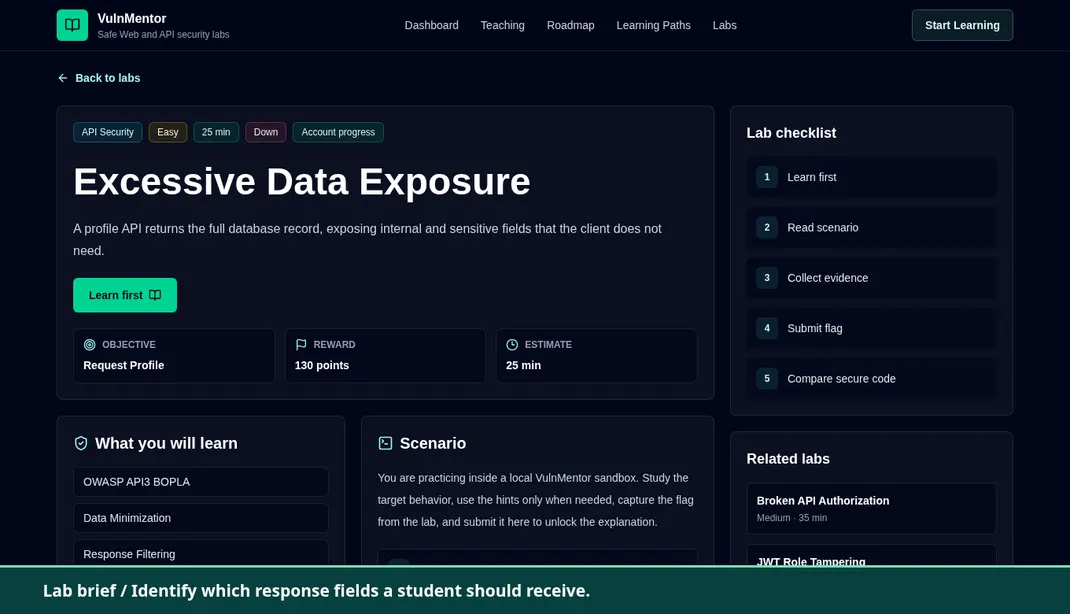 VulnMentor
Safe Web and API security labs
Dashboard
Teaching
Roadmap
Learning Paths
Labs
Start Learning
Back to labs
API Security
Easy
25 min
Down
Account progress
Excessive Data Exposure
A profile API returns the full database record, exposing internal and sensitive fields that the client does not
need.
Learn first
OBJECTIVE
Request Profile
REWARD
130 points
ESTIMATE
25 min
What you will learn
OWASP API3 BOPLA
Data Minimization
Response Filtering
Scenario
You are practicing inside a local VulnMentor sandbox. Study the
target behavior, use the hints only when needed, capture the flag
from the lab, and submit it here to unlock the explanation.
Lab checklist
1 Learn first
2 Read scenario
3 Collect evidence
4 Submit flag
5 Compare secure code
Related labs
Broken API Authorization
Medium · 35 min
JWT Role Tampering
Lab brief / Identify which response fields a student should receive.